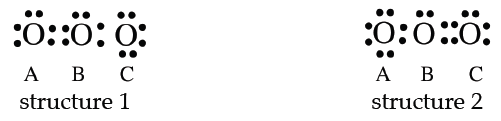 O O O O O O
A B C A B C
structure 1 structure 2